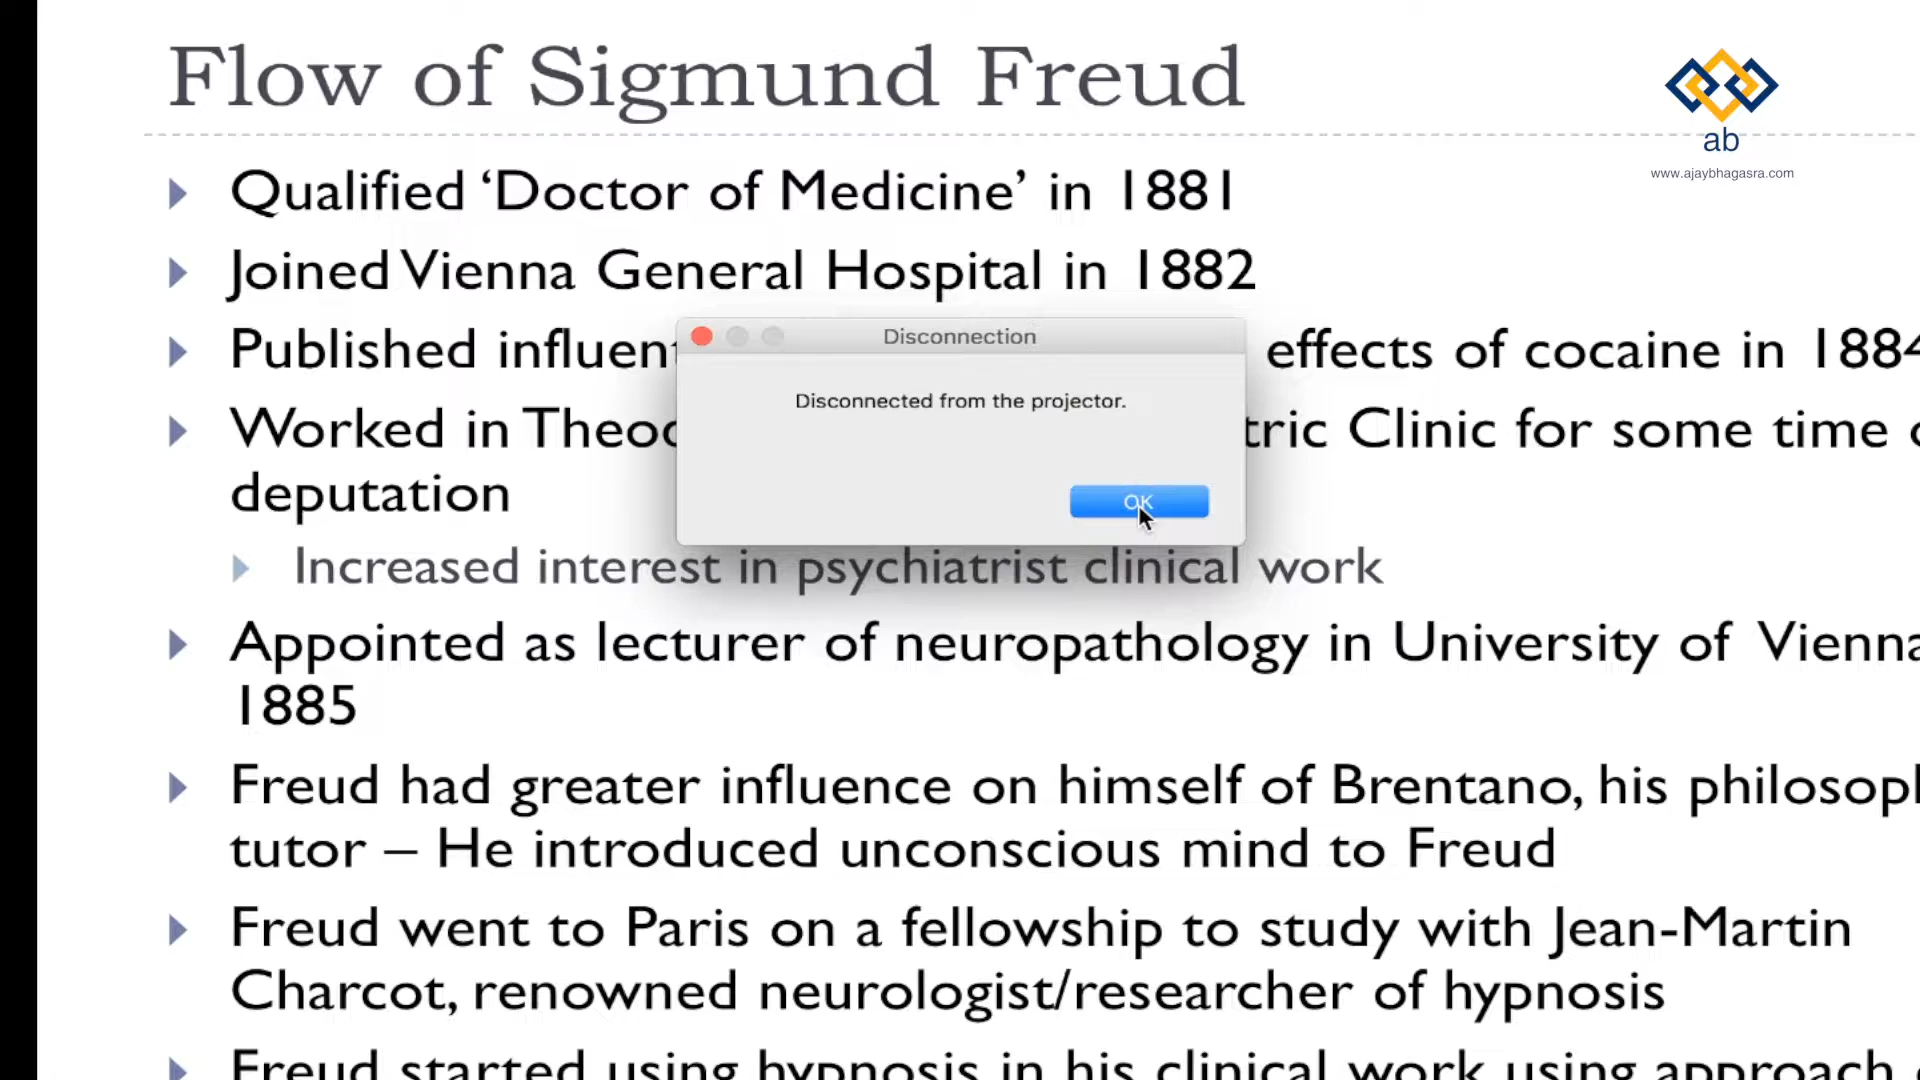 Flow of Sigmund Freud
ab
www.ajaybhagasra.com
Qualified ‘Doctor of Medicine’ in 1881
Joined Vienna General Hospital in 1882
Published effects of cocaine in 1884
Worked in Clinic for some time
deputation
Disconnection
Disconnected from the projector.
OK
Increased interest in psychiatrist clinical work
Appointed as lecturer of neuropathology in University of Vienna
1885
Freud had greater influence on himself of Brentano, his
tutor – He introduced unconscious mind to Freud
Freud went to Paris on a fellowship to study with Jean-Martin
Charcot, renowned neurologist/researcher of hypnosis
Freud started using hypnosis in his clinical work using approach